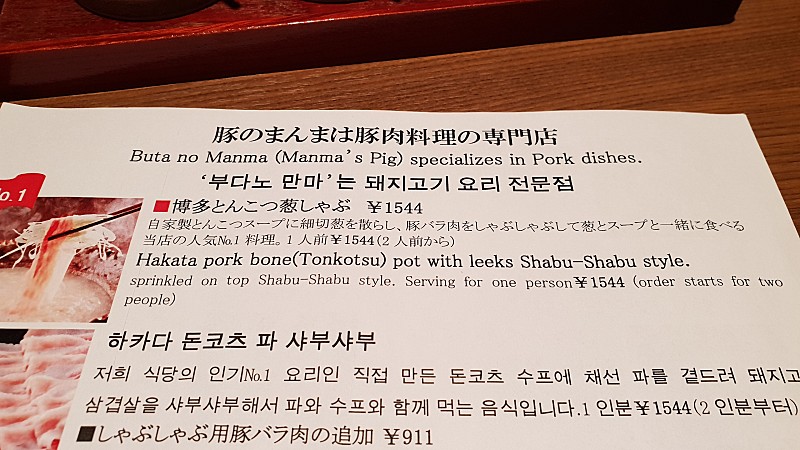 豚のまんまは豚肉料理の専門店
Buta no Manma (Manma's Pig) specializes in Pork dishes.
‘부다노 만마’는 돼지고기 요리 전문점
No.1
■博多とんこつ葱しゃぶ ¥1544
自家製とんこつスープに細切葱を散らし、豚バラ肉をしゃぶしゃぶして葱とスープと一緒に食べる
当店の人気No.1 料理。1 人前¥1544(2 人前から)
Hakata pork bone(Tonkotsu) pot with leeks Shabu-Shabu style.
sprinkled on top Shabu-Shabu style. Serving for one person¥1544 (order starts for two
people)
하카다 돈코츠 파 샤부샤부
저희 식당의 인기No.1 요리인 직접 만든 돈코츠 수프에 채선 파를 곁드려 돼지고
삼겹살을 샤부샤부해서 파와 수프와 함께 먹는 음식입니다.1 인분¥1544(2 인분부터)
■しゃぶしゃぶ用豚バラ肉の追加 ¥911